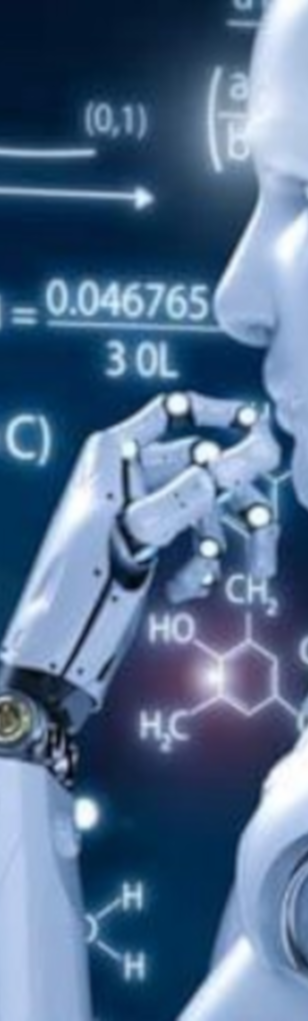 (0,1)
a
b
= 0.046765
3 0L
C)
CH₂
HO
H₂C
H
H